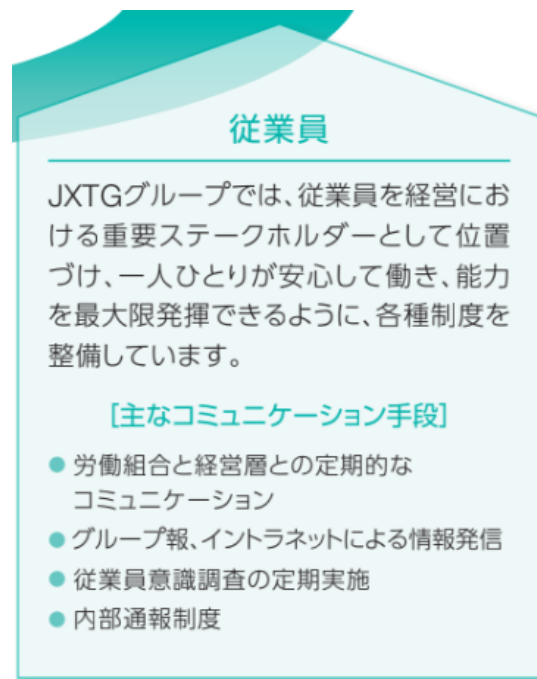 従業員
JXTGグループでは、従業員を経営にお
ける重要ステークホルダーとして位置
づけ、一人ひとりが安心して働き、能力
を最大限発揮できるように、各種制度を
整備しています。
[主なコミュニケーション手段]
● 労働組合と経営層との定期的な
コミュニケーション
● グループ報、イントラネットによる情報発信
● 従業員意識調査の定期実施
● 内部通報制度